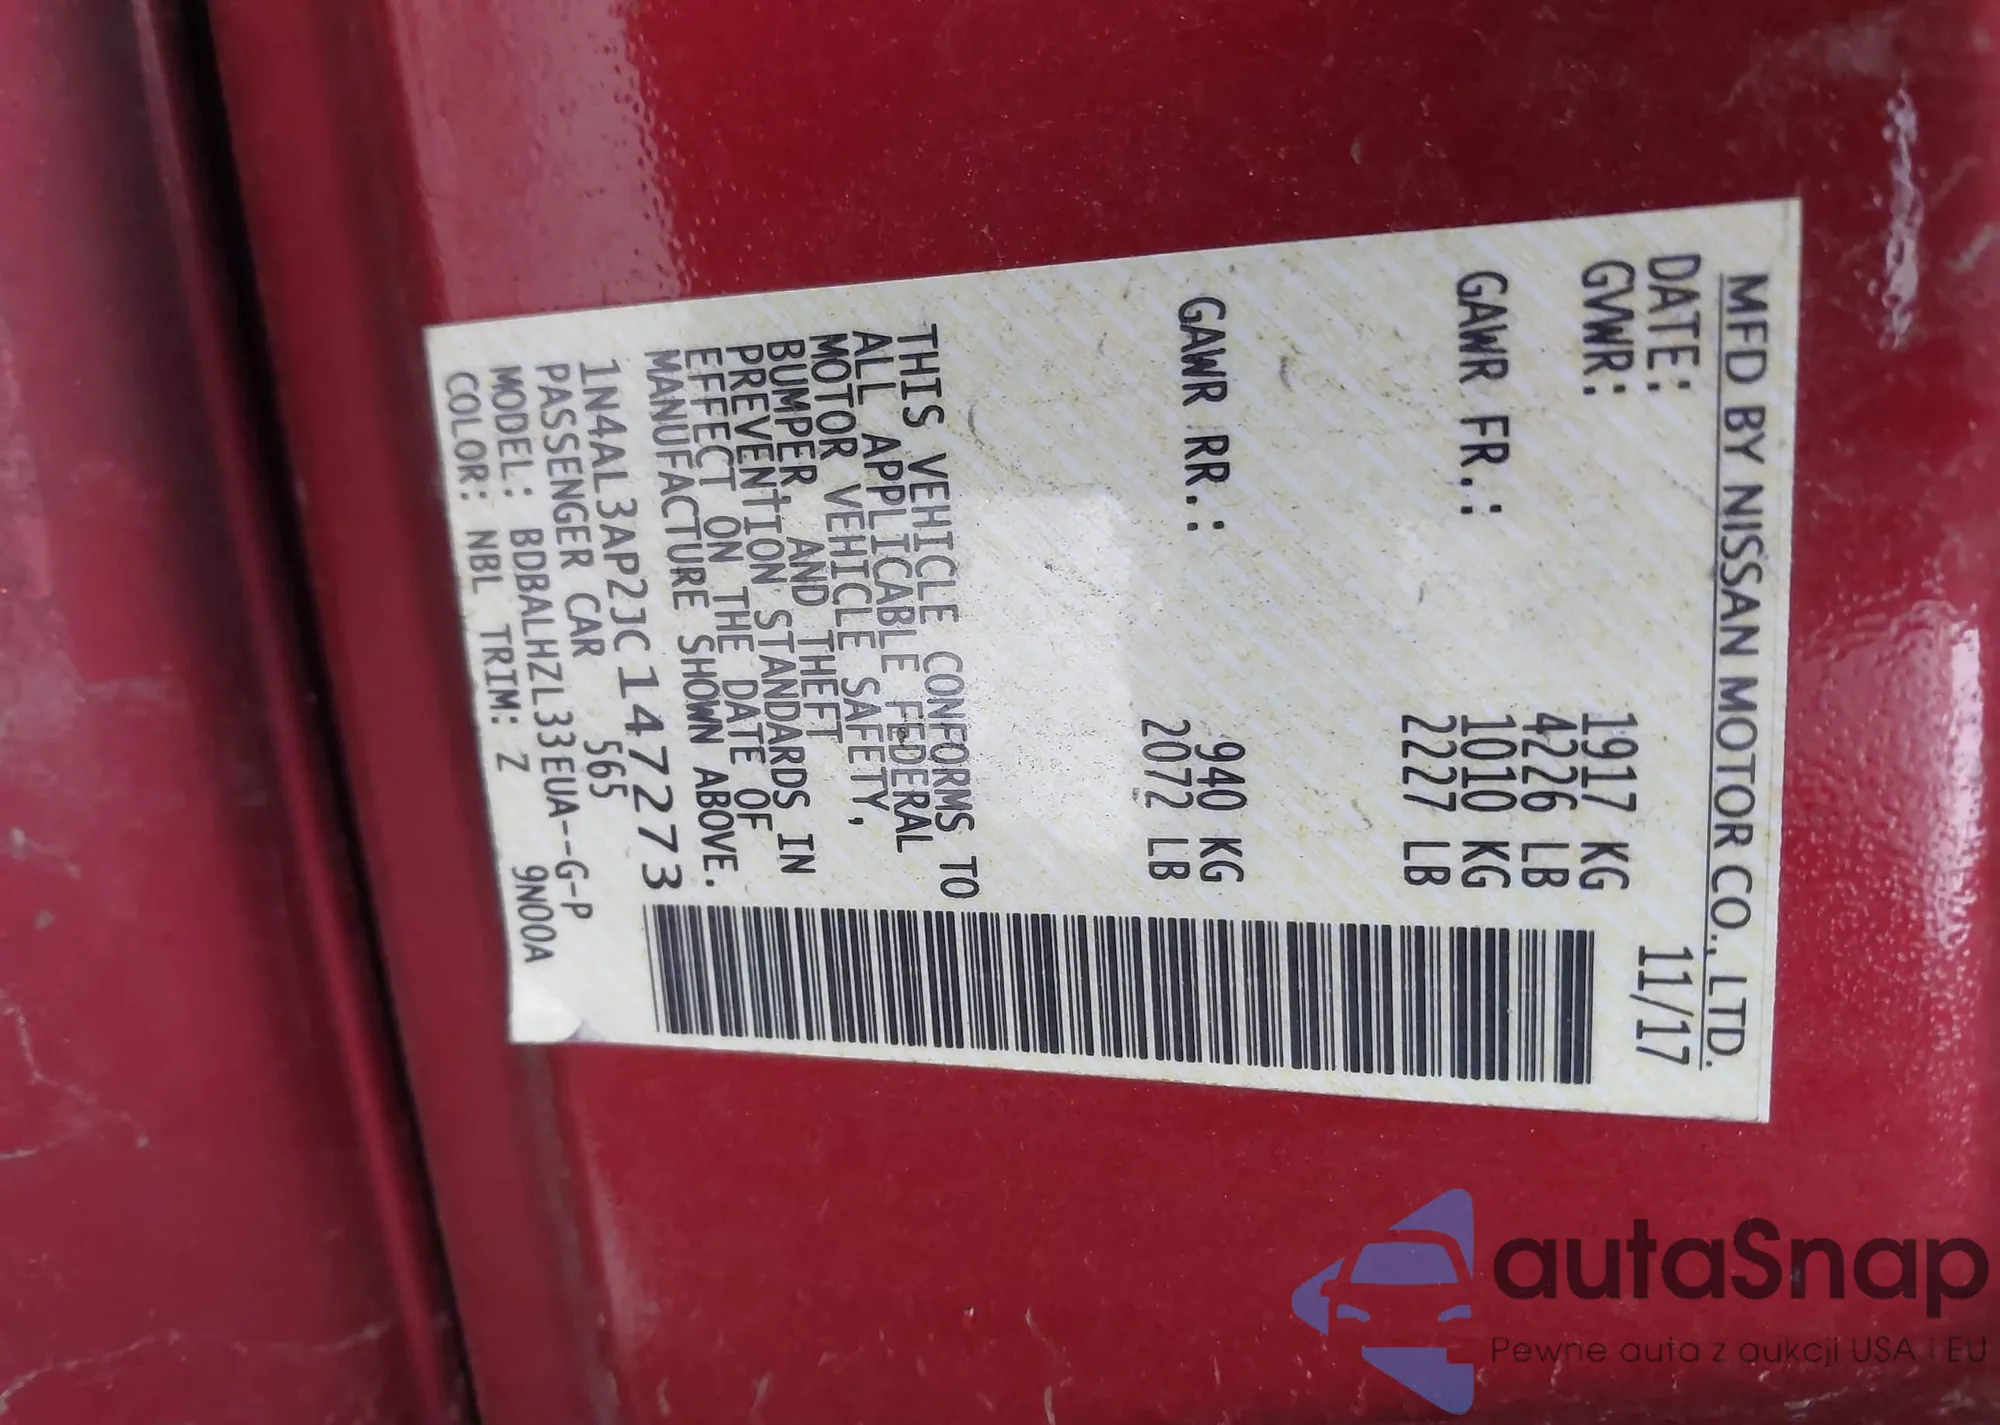 MFD BY NISSAN MOTOR CO., LTD.
DATE: 11/17
GVWR: 1917 KG
4226 LB
GAWR FR.: 1010 KG
2227 LB
GAWR RR.: 940 KG
2072 LB
THIS VEHICLE CONFORMS TO
ALL APPLICABLE FEDERAL
MOTOR VEHICLE SAFETY,
BUMPER, AND THEFT
PREVENTION STANDARDS IN
EFFECT ON THE DATE OF
MANUFACTURE SHOWN ABOVE.
1N4AL3AP2JC147273
PASSENGER CAR 565
MODEL: BDBALHZL33EUA--G-P
COLOR: NBL TRIM: Z 9N00A
autaSnap
Pewne auta z aukcji USA i EU